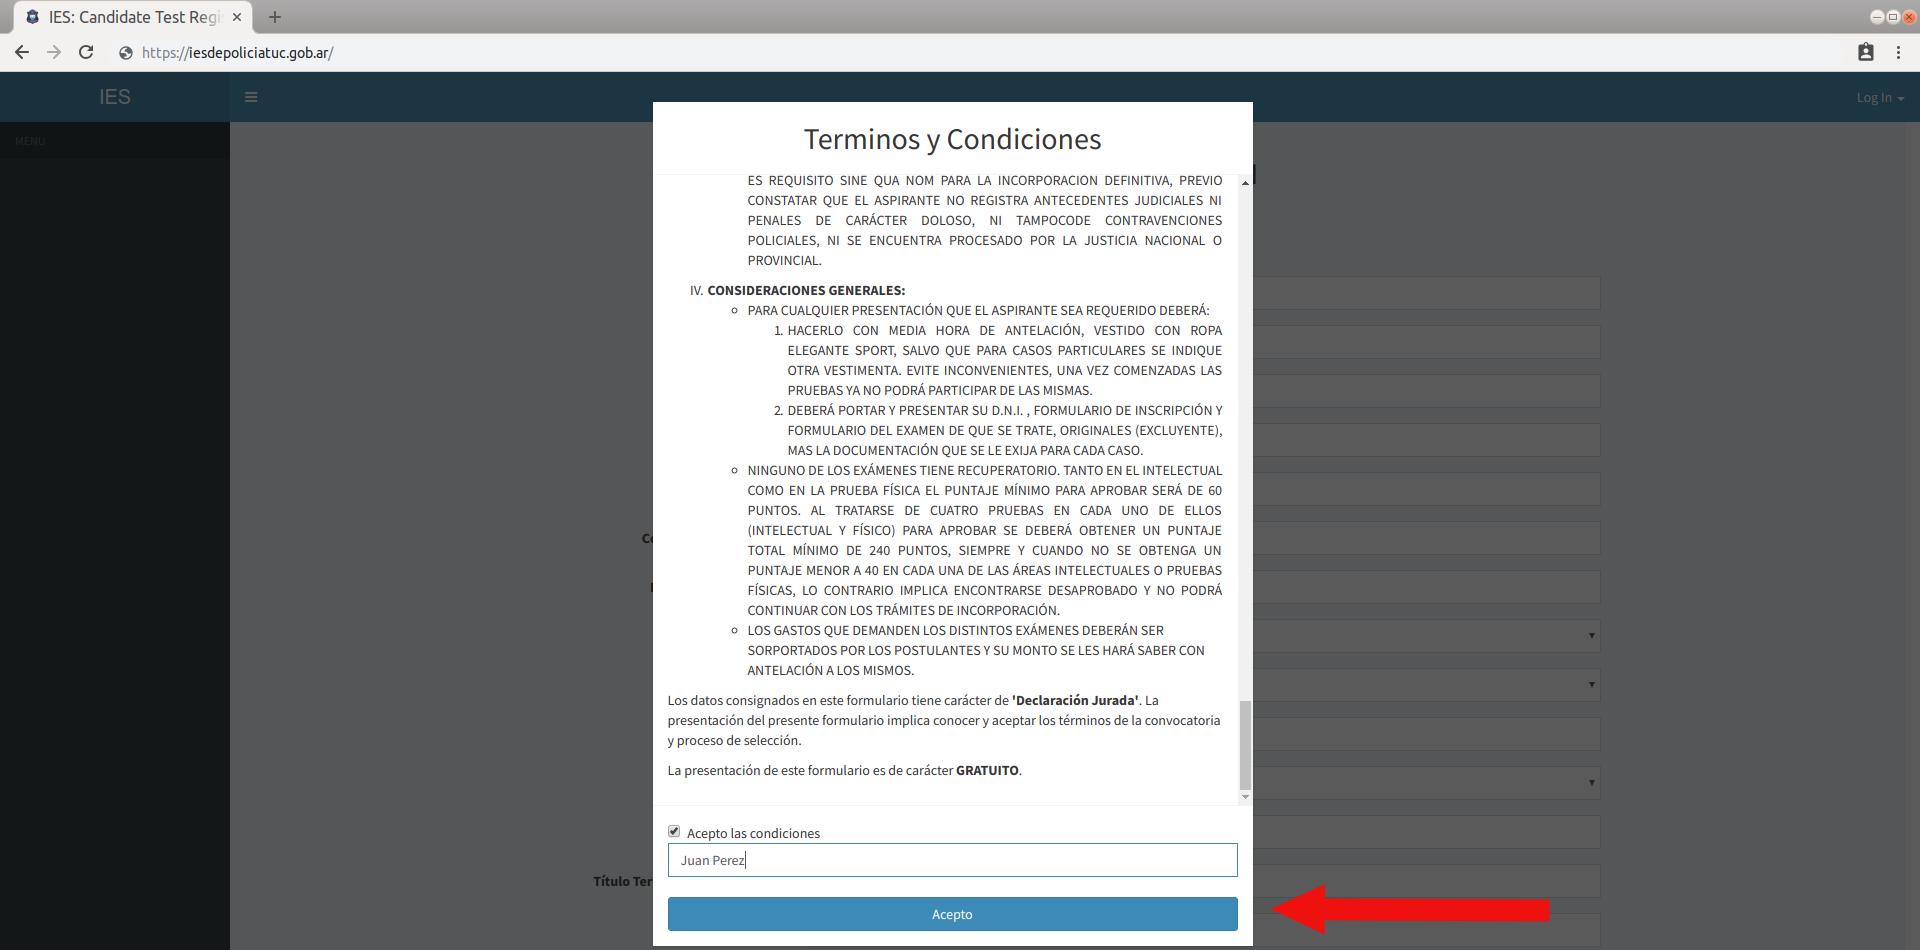 IES: Candidate Test Regi
https://iesdepoliciatuc.gob.ar/
IES
Log In
MENU
Terminos y Condiciones
ES REQUISITO SINE QUA NOM PARA LA INCORPORACION DEFINITIVA, PREVIO
CONSTATAR QUE EL ASPIRANTE NO REGISTRA ANTECEDENTES JUDICIALES NI
PENALES DE CARÁCTER DOLOSO, NI TAMPOCODE CONTRAVENCIONES
POLICIALES, NI SE ENCUENTRA PROCESADO POR LA JUSTICIA NACIONAL O
PROVINCIAL.
IV. CONSIDERACIONES GENERALES:
PARA CUALQUIER PRESENTACIÓN QUE EL ASPIRANTE SEA REQUERIDO DEBERÁ:
1. HACERLO CON MEDIA HORA DE ANTELACIÓN, VESTIDO CON ROPA
ELEGANTE SPORT, SALVO QUE PARA CASOS PARTICULARES SE INDIQUE
OTRA VESTIMENTA. EVITE INCONVENIENTES, UNA VEZ COMENZADAS LAS
PRUEBAS YA NO PODRÁ PARTICIPAR DE LAS MISMAS.
2. DEBERÁ PORTAR Y PRESENTAR SU D.N.I. , FORMULARIO DE INSCRIPCIÓN Y
FORMULARIO DEL EXAMEN DE QUE SE TRATE, ORIGINALES (EXCLUYENTE),
MAS LA DOCUMENTACIÓN QUE SE LE EXIJA PARA CADA CASO.
NINGUNO DE LOS EXÁMENES TIENE RECUPERATORIO. TANTO EN EL INTELECTUAL
COMO EN LA PRUEBA FÍSICA EL PUNTAJE MÍNIMO PARA APROBAR SERÁ DE 60
PUNTOS. AL TRATARSE DE CUATRO PRUEBAS EN CADA UNO DE ELLOS
(INTELECTUAL Y FÍSICO) PARA APROBAR SE DEBERÁ OBTENER UN PUNTAJE
TOTAL MÍNIMO DE 240 PUNTOS, SIEMPRE Y CUANDO NO SE OBTENGA UN
PUNTAJE MENOR A 40 EN CADA UNA DE LAS ÁREAS INTELECTUALES O PRUEBAS
FÍSICAS, LO CONTRARIO IMPLICA ENCONTRARSE DESAPROBADO Y NO PODRÁ
CONTINUAR CON LOS TRÁMITES DE INCORPORACIÓN.
LOS GASTOS QUE DEMANDEN LOS DISTINTOS EXÁMENES DEBERÁN SER
SORPORTADOS POR LOS POSTULANTES Y SU MONTO SE LES HARÁ SABER CON
ANTELACIÓN A LOS MISMOS.
Los datos consignados en este formulario tiene carácter de 'Declaración Jurada'. La
presentación del presente formulario implica conocer y aceptar los términos de la convocatoria
y proceso de selección.
La presentación de este formulario es de carácter GRATUITO.
Acepto las condiciones
Juan Perez
Título Ter
Acepto